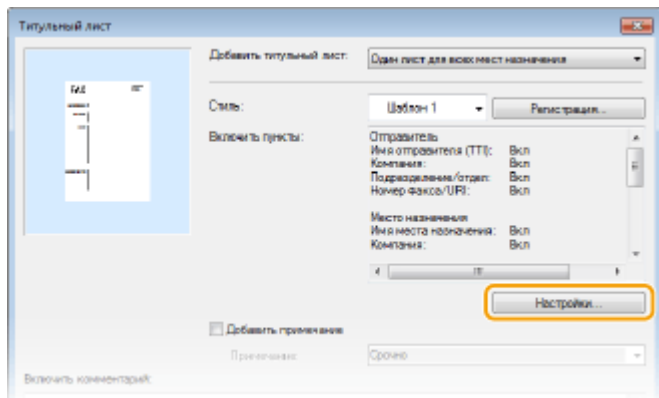 Титульный лист
Добавить титульный лист: Один лист для всех мест назначения
FAX
Стиль: Шаблон 1 Регистрация...
Включить пункты: Отправитель
Имя отправителя (TTI): Вкл
Компания: Вкл
Подразделение/отдел: Вкл
Номер факса/URI: Вкл
Место назначения
Имя места назначения: Вкл
Компания: Вкл
Настройки...
Добавить примечание
Примечание: Срочно
Включить комментарий: